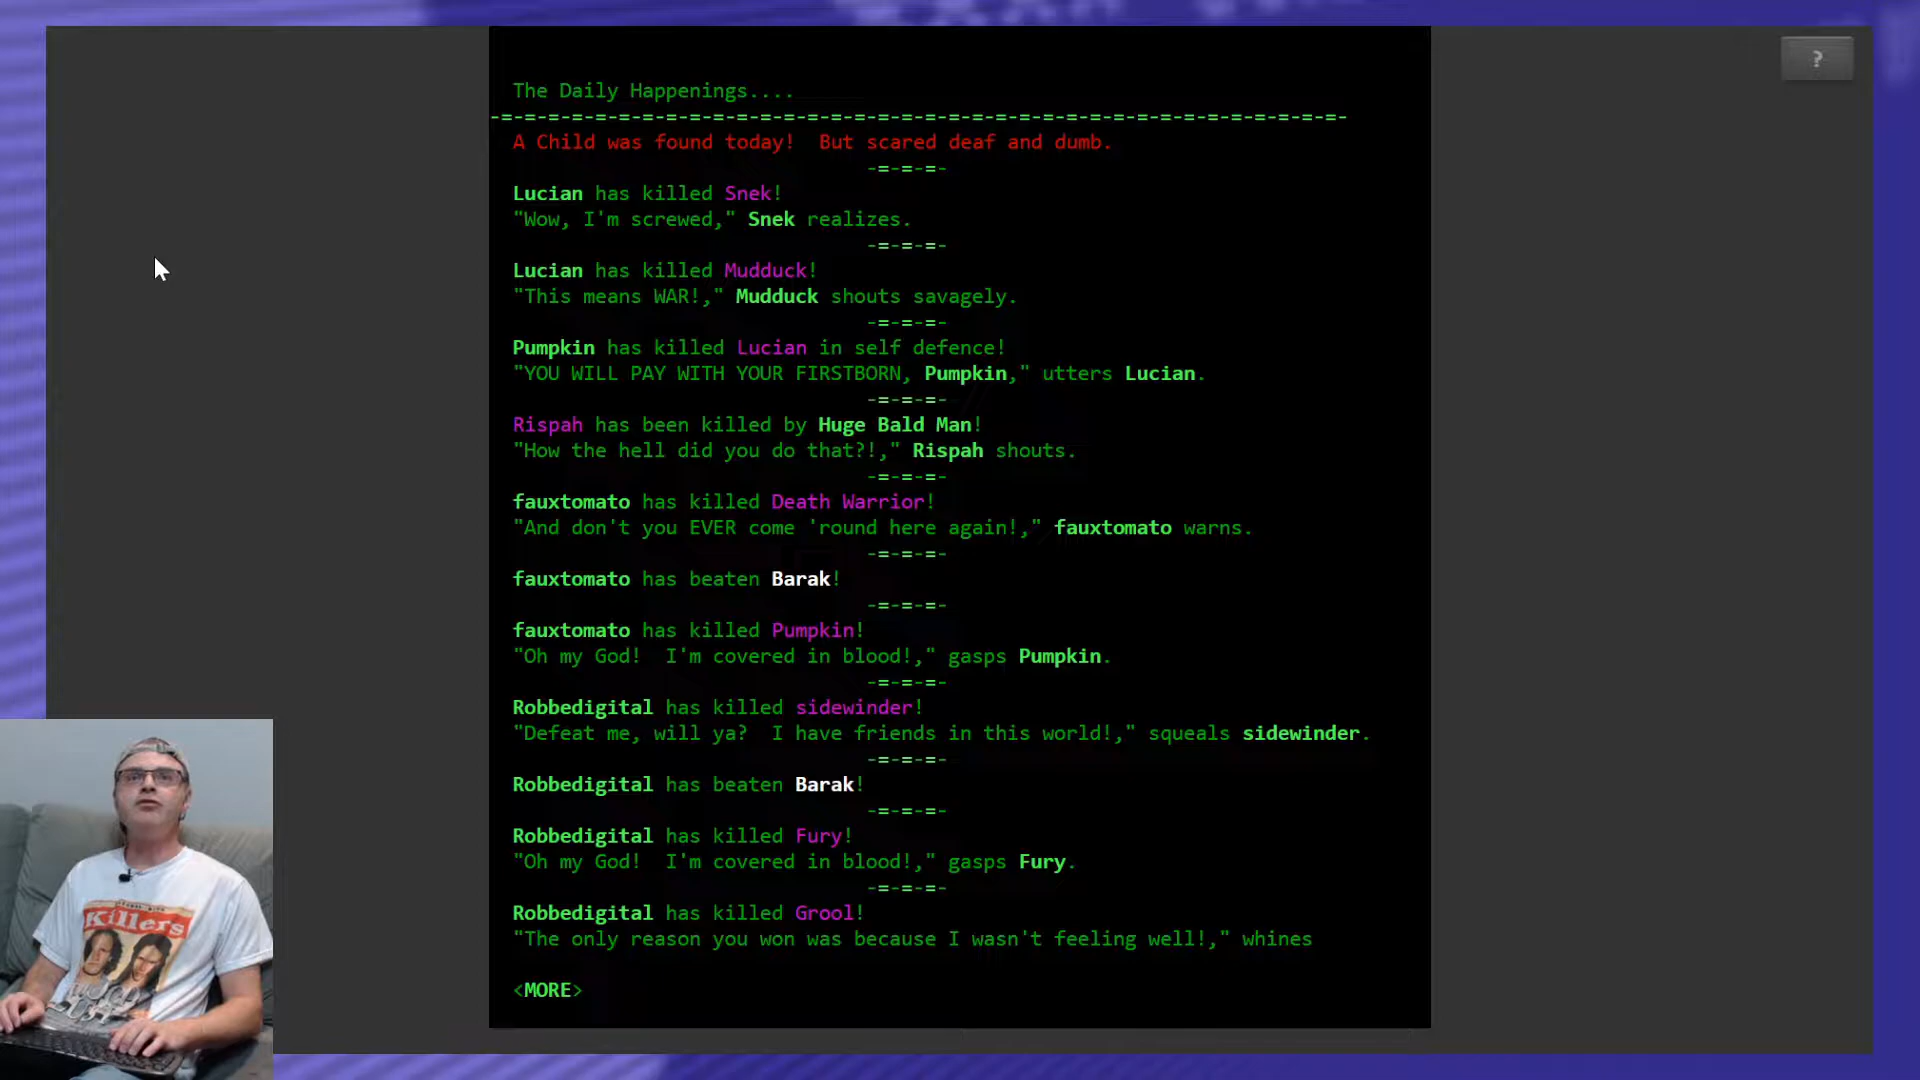 ?
The Daily Happenings....
-=-=-=-=-=-=-=-=-=-=-=-=-=-=-=-=-=-=-=-=-=-=-=-=-=-=-=-=-=-=-=-=-=-=-=-=-
A Child was found today!  But scared deaf and dumb.
-=-=-=-
Lucian has killed Snek!
"Wow, I'm screwed," Snek realizes.
-=-=-=-
Lucian has killed Mudduck!
"This means WAR!," Mudduck shouts savagely.
-=-=-=-
Pumpkin has killed Lucian in self defence!
"YOU WILL PAY WITH YOUR FIRSTBORN, Pumpkin," utters Lucian.
-=-=-=-
Rispah has been killed by Huge Bald Man!
"How the hell did you do that?!," Rispah shouts.
-=-=-=-
fauxtomato has killed Death Warrior!
"And don't you EVER come 'round here again!," fauxtomato warns.
-=-=-=-
fauxtomato has beaten Barak!
-=-=-=-
fauxtomato has killed Pumpkin!
"Oh my God!  I'm covered in blood!," gasps Pumpkin.
-=-=-=-
Robbedigital has killed sidewinder!
"Defeat me, will ya?  I have friends in this world!," squeals sidewinder.
-=-=-=-
Robbedigital has beaten Barak!
-=-=-=-
Robbedigital has killed Fury!
"Oh my God!  I'm covered in blood!," gasps Fury.
-=-=-=-
Robbedigital has killed Grool!
"The only reason you won was because I wasn't feeling well!," whines
<MORE>
Killers